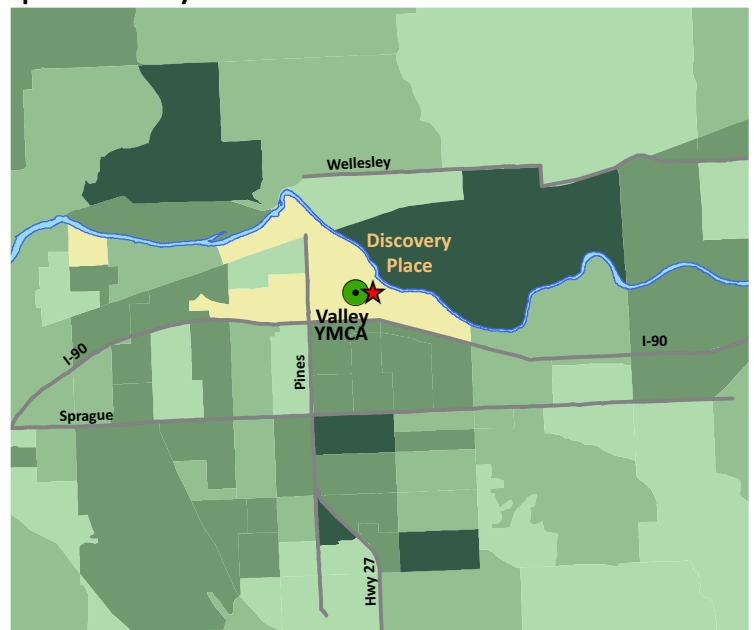 Wellesley
Discovery
Place
Valley
YMCA
I-90
I-90
Pines
Sprague
Hwy 27